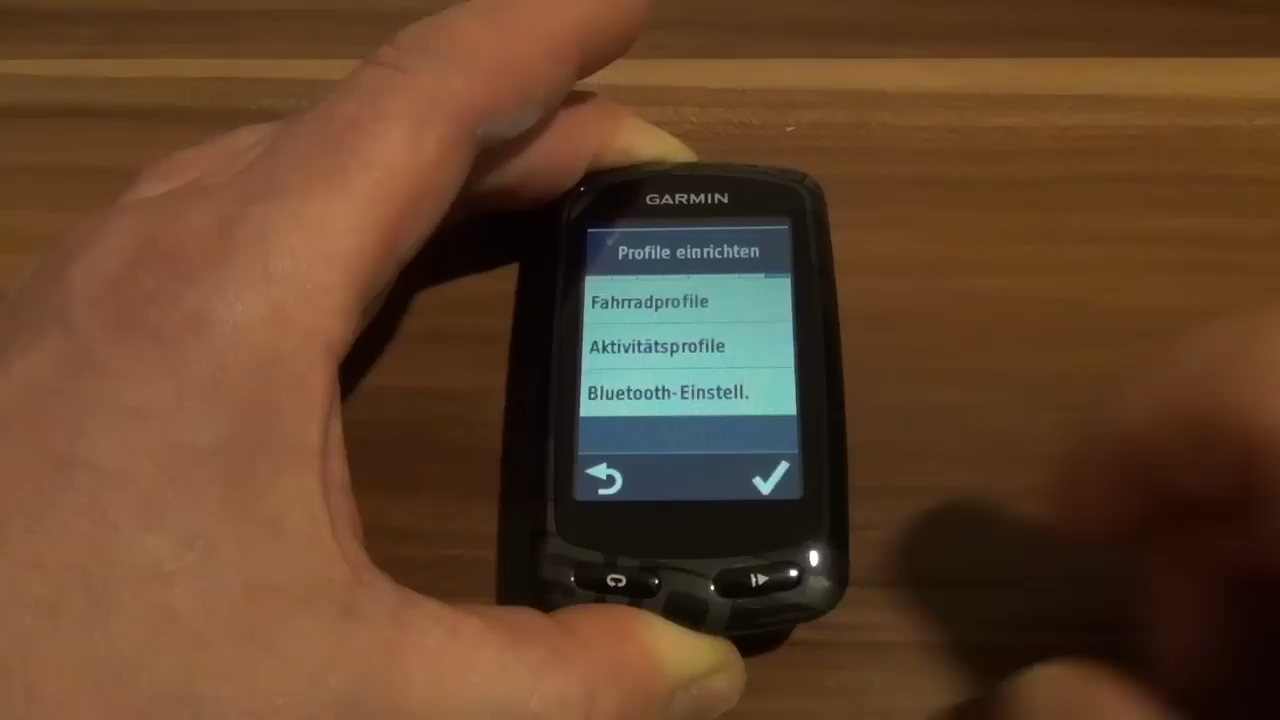 GARMIN
Profile einrichten
Fahrradprofile
Aktivitätsprofile
Bluetooth-Einstell.